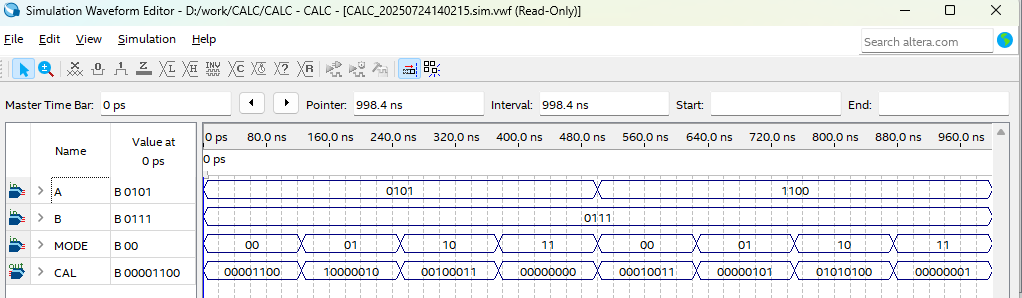 Simulation Waveform Editor - D:/work/CALC/CALC - CALC - [CALC_20250724140215.sim.vwf (Read-Only)]
File Edit View Simulation Help Search altera.com
Master Time Bar: 0 ps Pointer: 998.4 ns Interval: 998.4 ns Start: End:
Name Value at 0 ps
0 ps 80.0 ns 160.0 ns 240.0 ns 320.0 ns 400.0 ns 480.0 ns 560.0 ns 640.0 ns 720.0 ns 800.0 ns 880.0 ns 960.0 ns
0 ps
A B 0101 0101 1100
B B 0111 0111
MODE B 00 00 01 10 11 00 01 10 11
CAL B 00001100 00001100 10000010 00100011 00000000 00010011 00000101 01010100 00000001